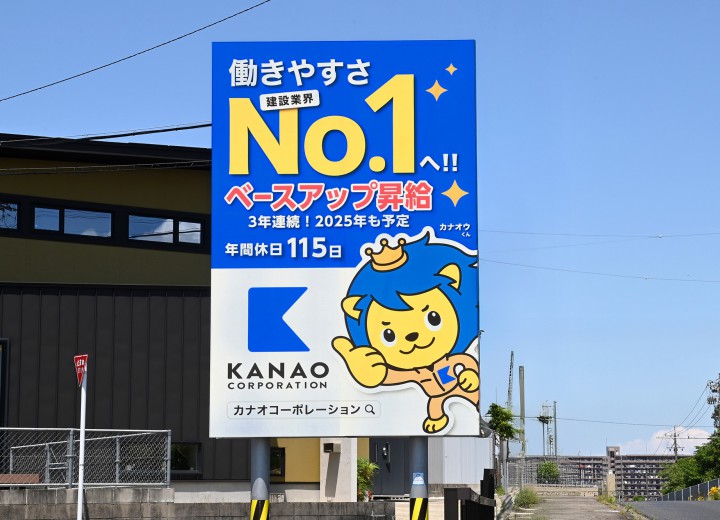 働きやすさ
建設業界
No.1へ!!
ベースアップ昇給
3年連続！2025年も予定
カナオウ
くん
年間休日115日
KANAO
CORPORATION
カナオコーポレーション